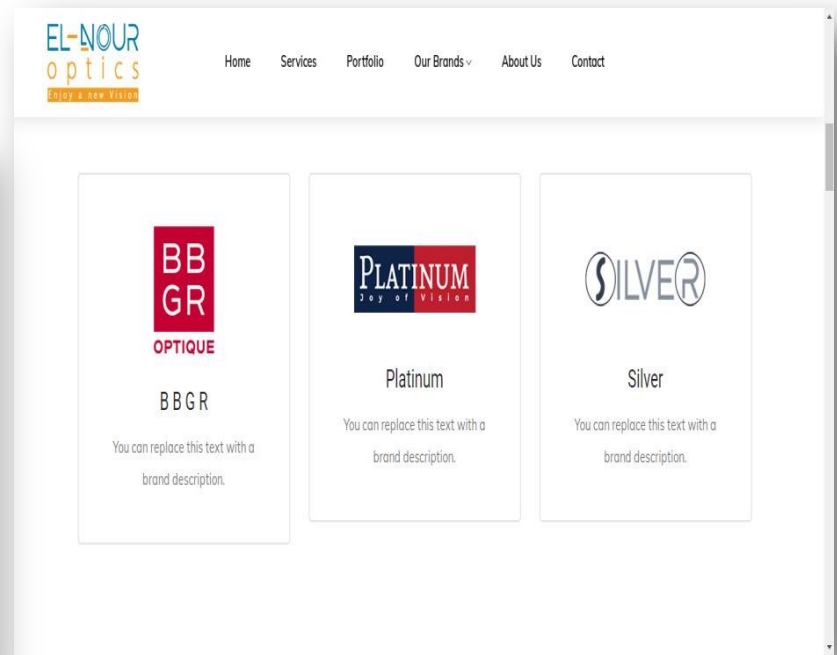 EL-NOUR
optics
Enjoy a new Vision
Home Services Portfolio Our Brands ˅ About Us Contact
BB
GR
OPTIQUE
BBGR
You can replace this text with a
brand description.
PLATINUM
Joy of Vision
Platinum
You can replace this text with a
brand description.
SILVER
Silver
You can replace this text with a
brand description.